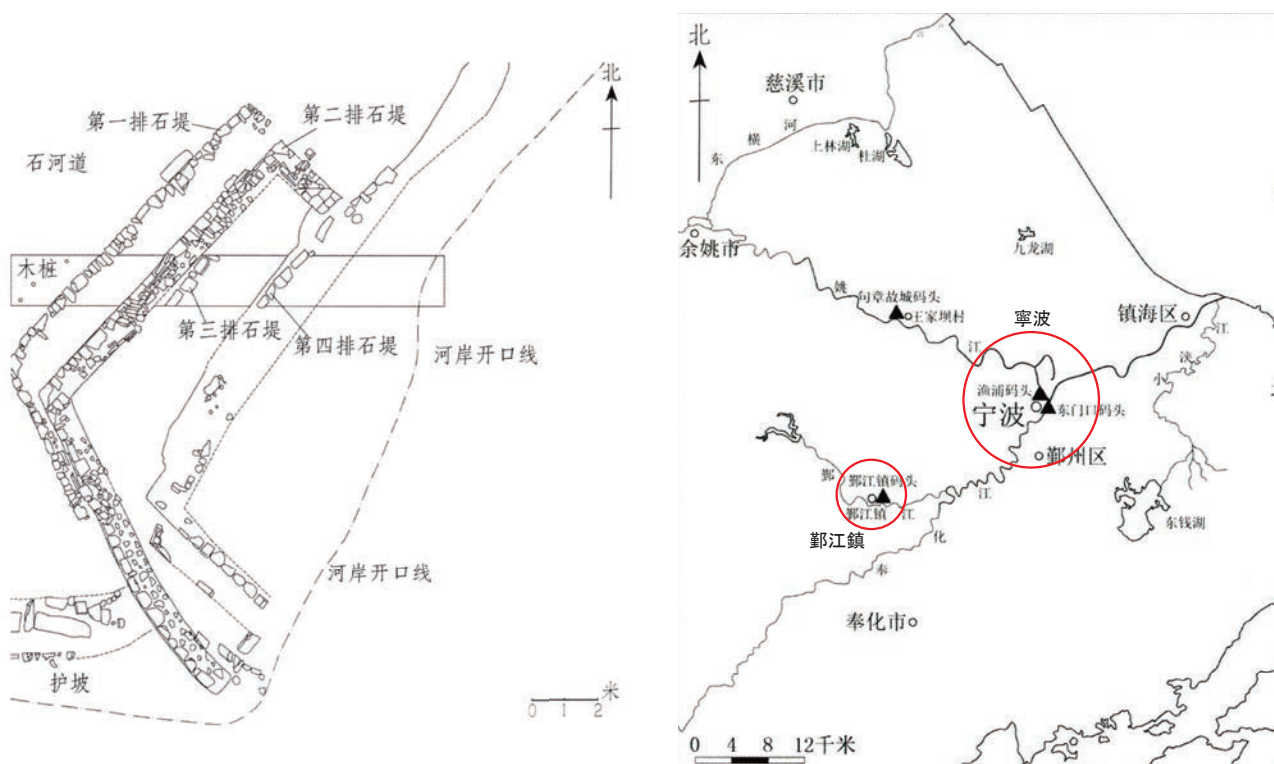 北
第一排石堤
第二排石堤
石河道
木桩
第三排石堤
第四排石堤
河岸开口线
河岸开口线
护坡
米
0 1 2
北
慈溪市
东
横
河
上林湖
杜湖
余姚市
九龙湖
姚
句章故城码头
王家坝村
江
寧波
镇海区
江
浃
小
渔浦码头
宁波
东门口码头
鄞州区
鄞
鄞江镇码头
鄞江镇
江
江
鄞江鎮
化
奉
东钱湖
奉化市
0 4 8 12千米